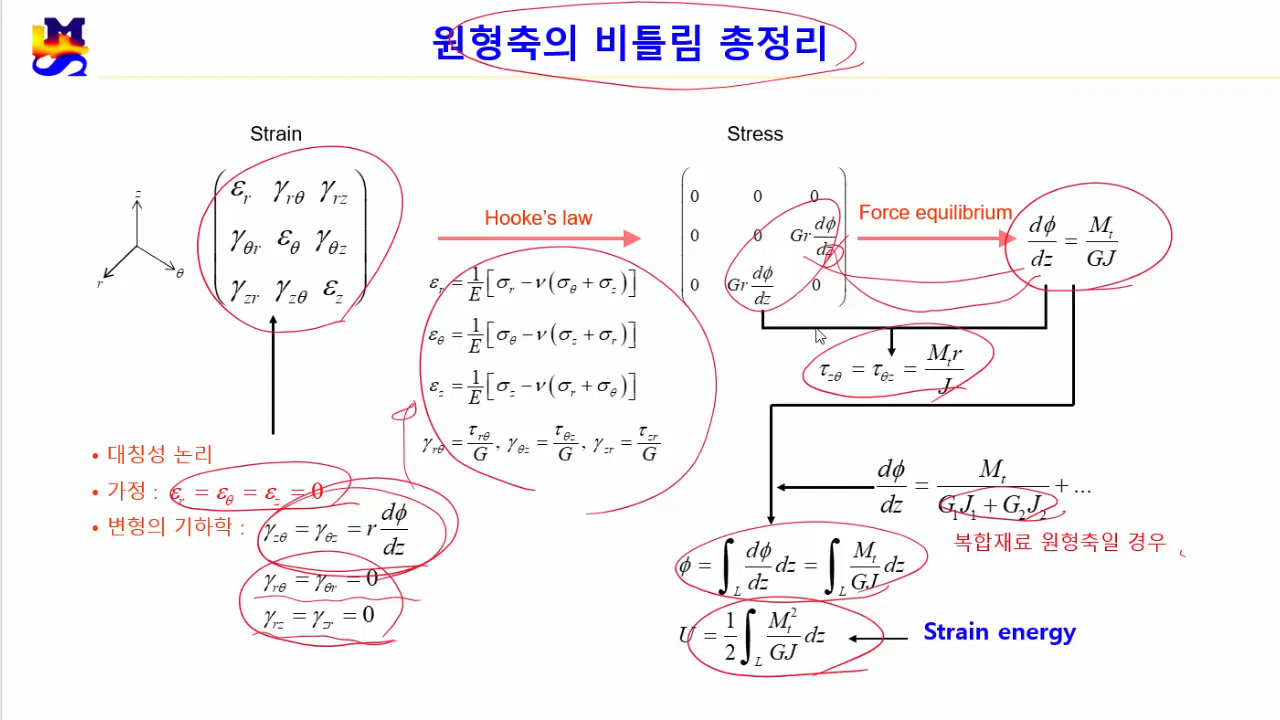 원형축의 비틀림 총정리
Strain
Stress
z
θ
r
ε_r γ_rθ γ_rz
γ_θr ε_θ γ_θz
γ_zr γ_zθ ε_z
Hooke's law
ε_r = 1/E [σ_r − ν(σ_θ + σ_z)]
ε_θ = 1/E [σ_θ − ν(σ_z + σ_r)]
ε_z = 1/E [σ_z − ν(σ_r + σ_θ)]
γ_rθ = τ_rθ/G , γ_θz = τ_θz/G , γ_zr = τ_zr/G
0 0 0
0 0 Gr dϕ/dz
0 Gr dϕ/dz 0
Force equilibrium
dϕ/dz = M_t/GJ
τ_zθ = τ_θz = M_t r/J
• 대칭성 논리
• 가정 : ε_r = ε_θ = ε_z = 0
• 변형의 기하학 : γ_zθ = γ_θz = r dϕ/dz
γ_rθ = γ_θr = 0
γ_rz = γ_zr = 0
dϕ/dz = M_t/(G_1J_1 + G_2J_2) + ...
복합재료 원형축일 경우
ϕ = ∫_L dϕ/dz dz = ∫_L M_t/GJ dz
U = 1/2 ∫_L M_t^2/GJ dz
Strain energy